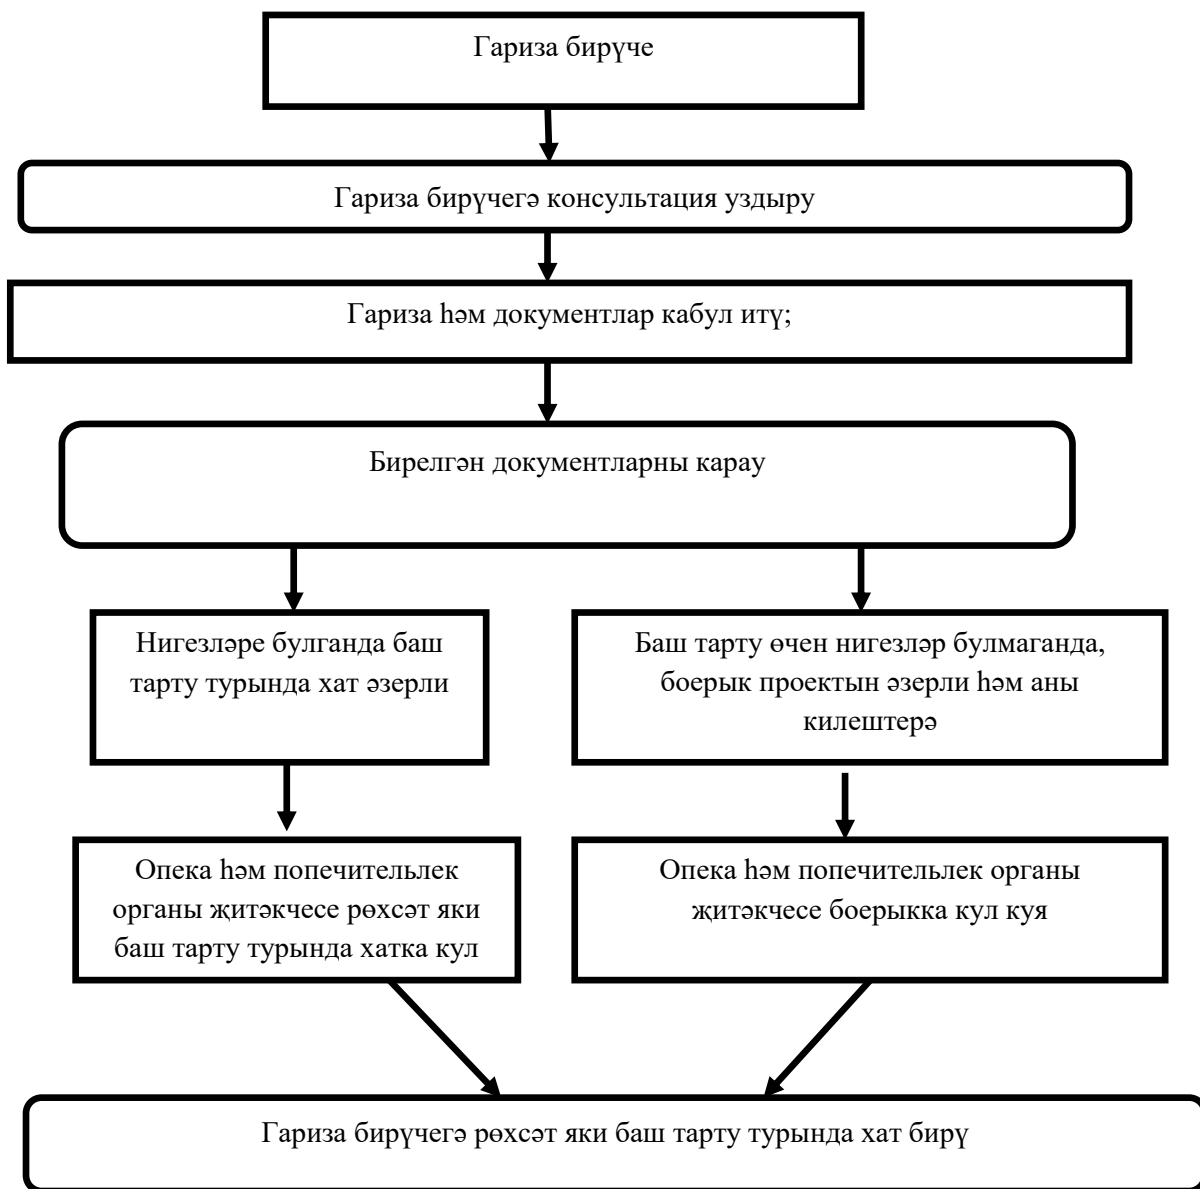 Гариза бирүче
Гариза бирүчегә консультация уздыру
Гариза һәм документлар кабул итү;
Бирелгән документларны карау
Нигезләре булганда баш
тарту турында хат әзерли
Баш тарту өчен нигезләр булмаганда,
боерык проектын әзерли һәм аны
килештерә
Опека һәм попечительлек
органы җитәкчесе рөхсәт яки
баш тарту турында хатка кул
Опека һәм попечительлек органы
җитәкчесе боерыкка кул куя
Гариза бирүчегә рөхсәт яки баш тарту турында хат бирү